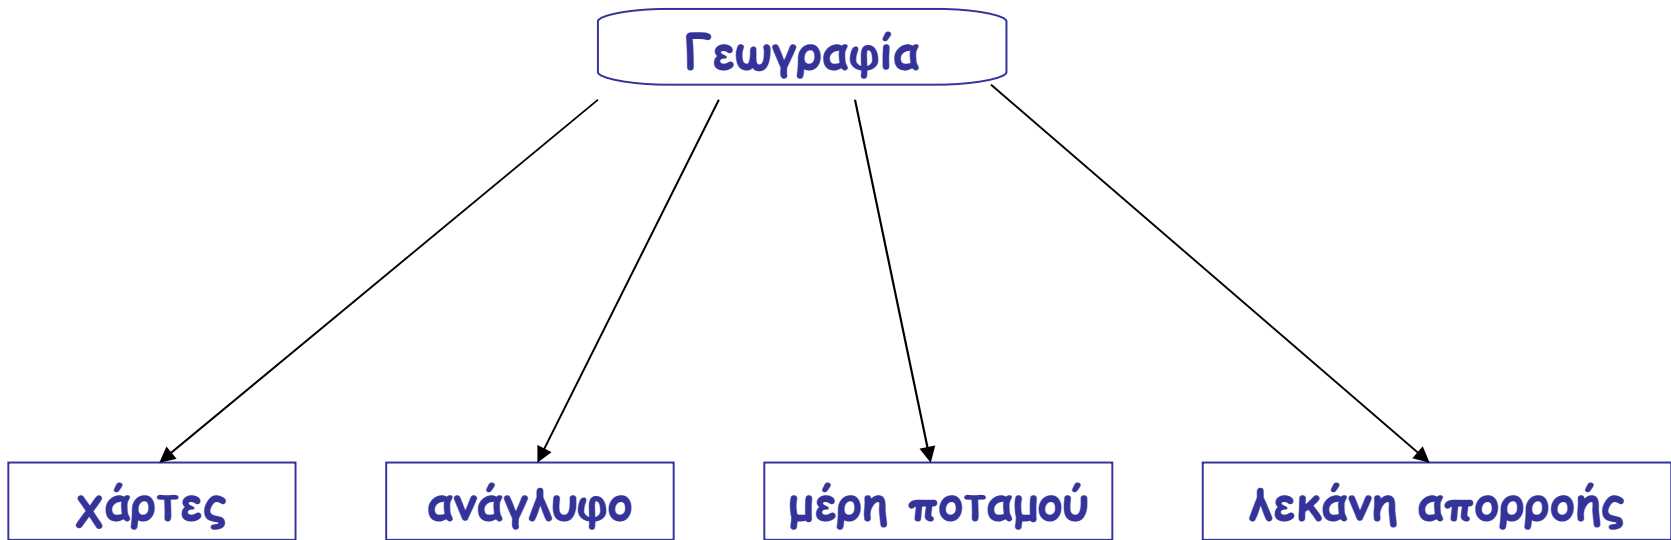 Γεωγραφία
χάρτες
ανάγλυφο
μέρη ποταμού
λεκάνη απορροής